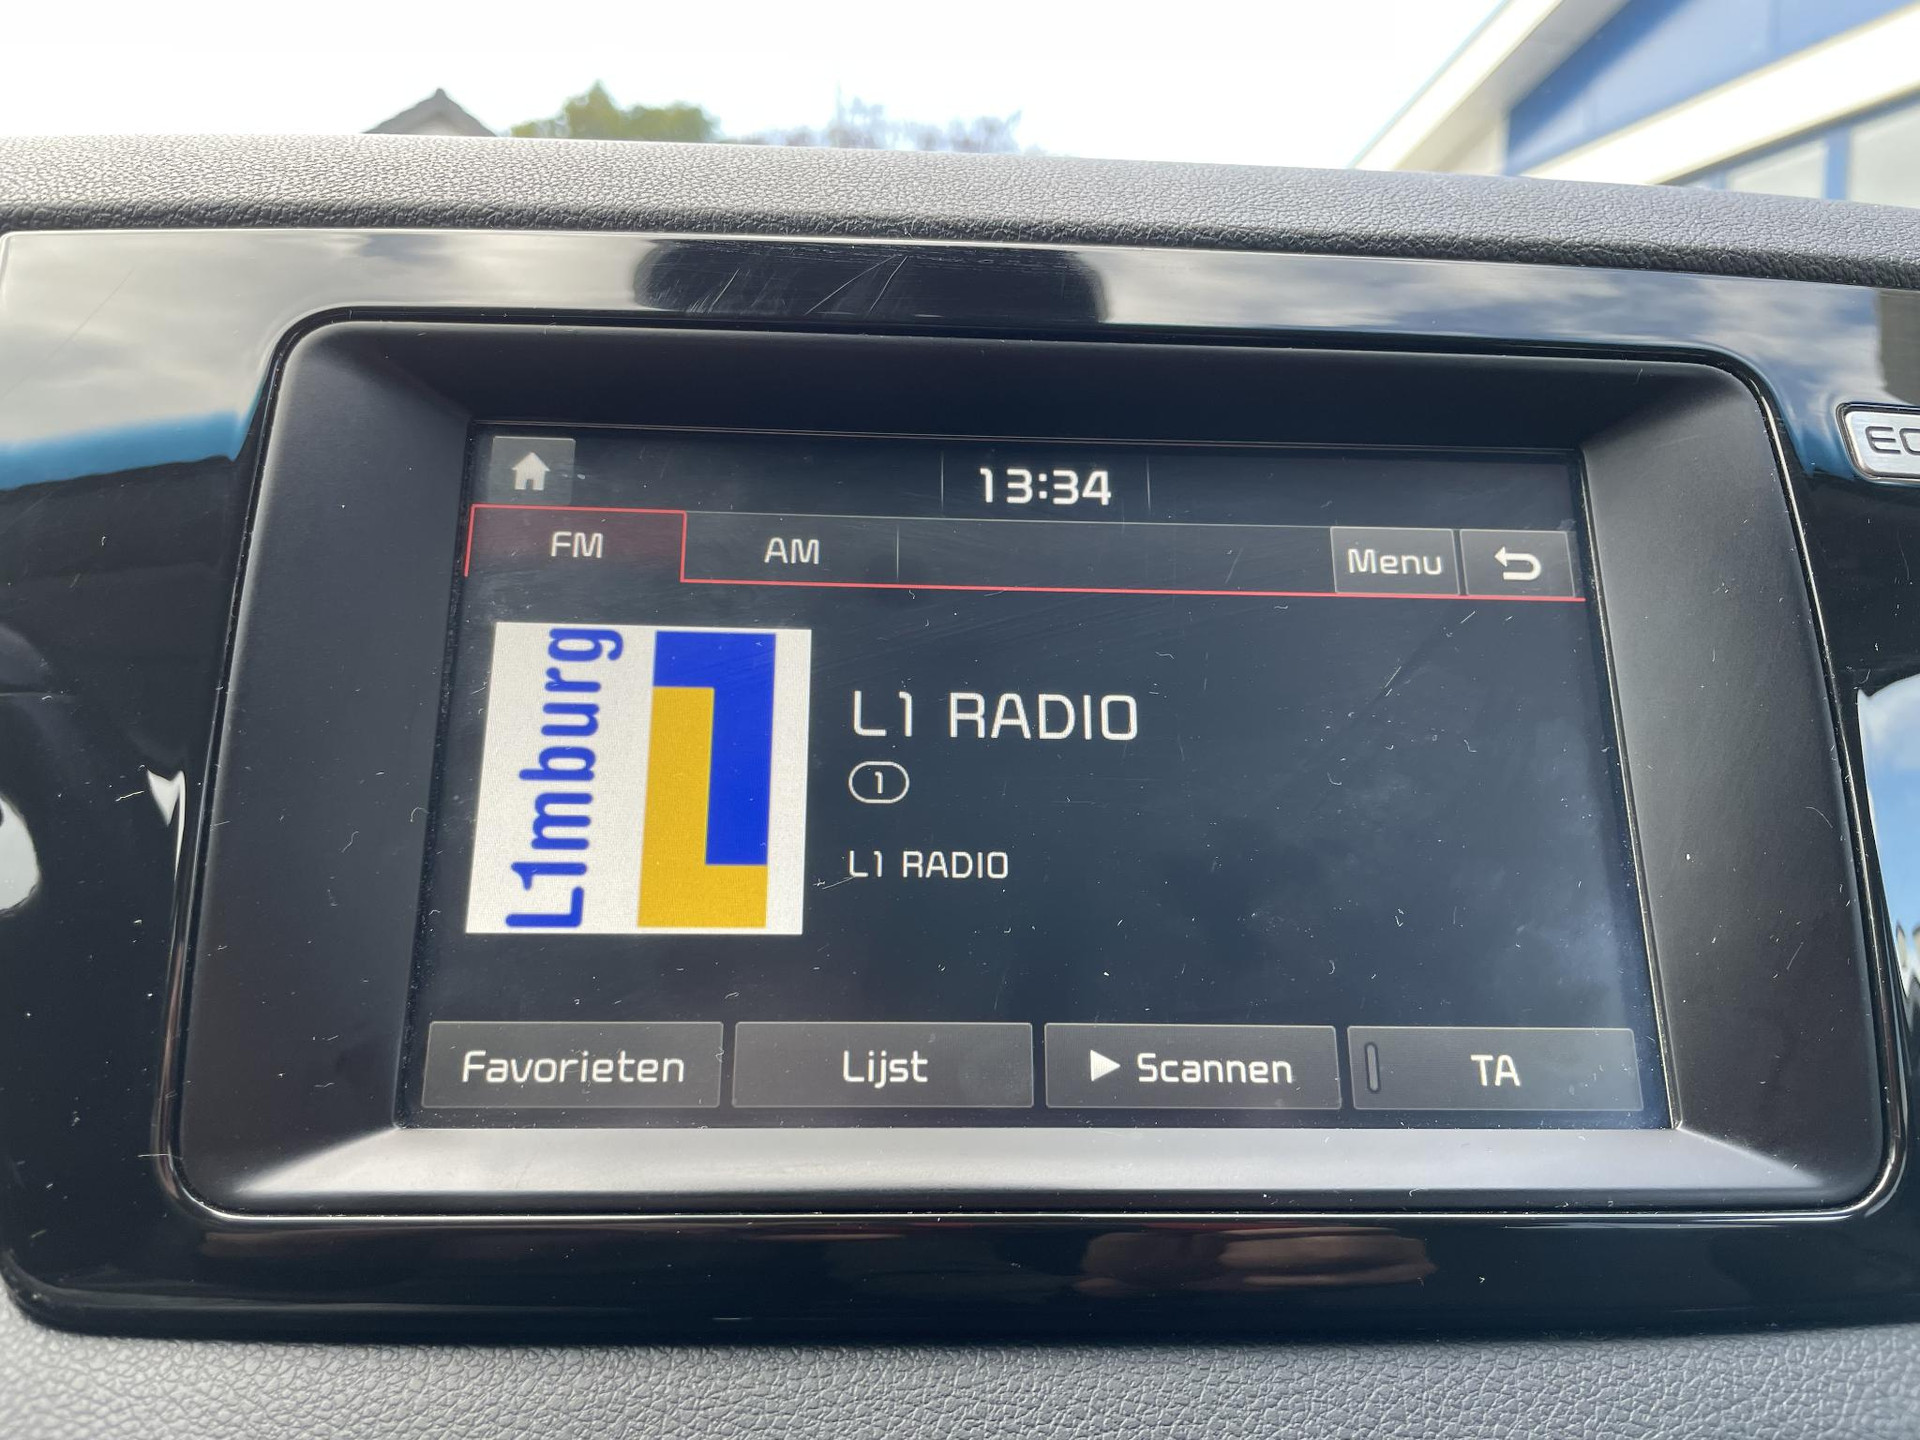 13:34
FM
AM
Menu
L1mburg
L1 RADIO
1
L1 RADIO
Favorieten
Lijst
Scannen
TA